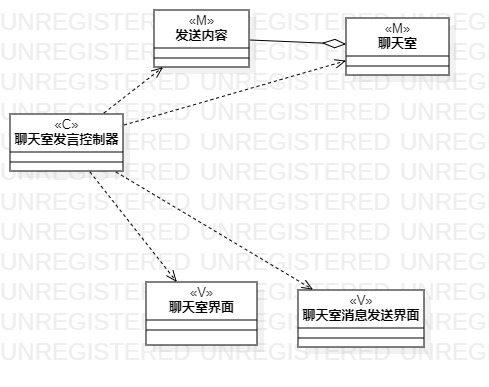 «M»
发送内容
«M»
聊天室
«C»
聊天室发言控制器
«V»
聊天室界面
«V»
聊天室消息发送界面
UNREGISTERED UNREGISTERED UNREGISTERED